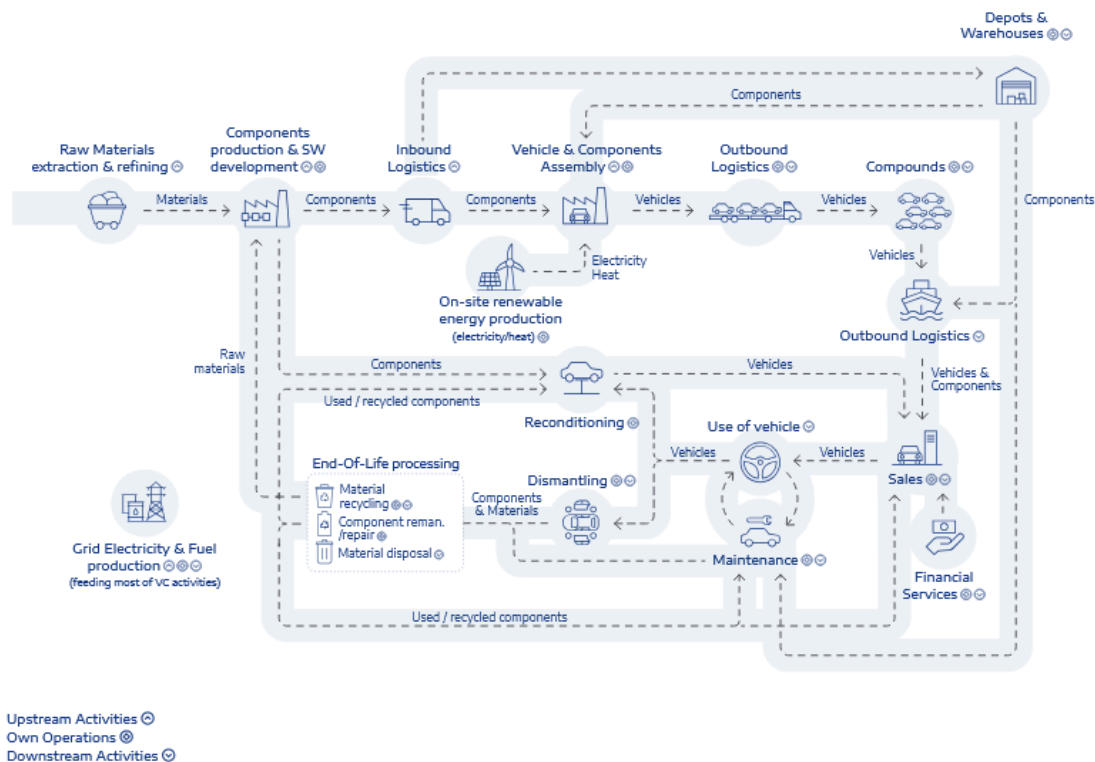 Depots &
Warehouses
Components
Components
production & SW
development
Raw Materials
extraction & refining
Inbound
Logistics
Vehicle & Components
Assembly
Outbound
Logistics
Compounds
Materials
Components
Components
Vehicles
Vehicles
Components
Vehicles
Electricity
Heat
On-site renewable
energy production
(electricity/heat)
Outbound Logistics
Raw
materials
Components
Vehicles
Vehicles &
Components
Used / recycled components
Reconditioning
Use of vehicle
Vehicles
Vehicles
End-Of-Life processing
Dismantling
Sales
Material
recycling
Component reman.
/repair
Material disposal
Components
& Materials
Grid Electricity & Fuel
production
(feeding most of VC activities)
Maintenance
Financial
Services
Used / recycled components
Upstream Activities
Own Operations
Downstream Activities